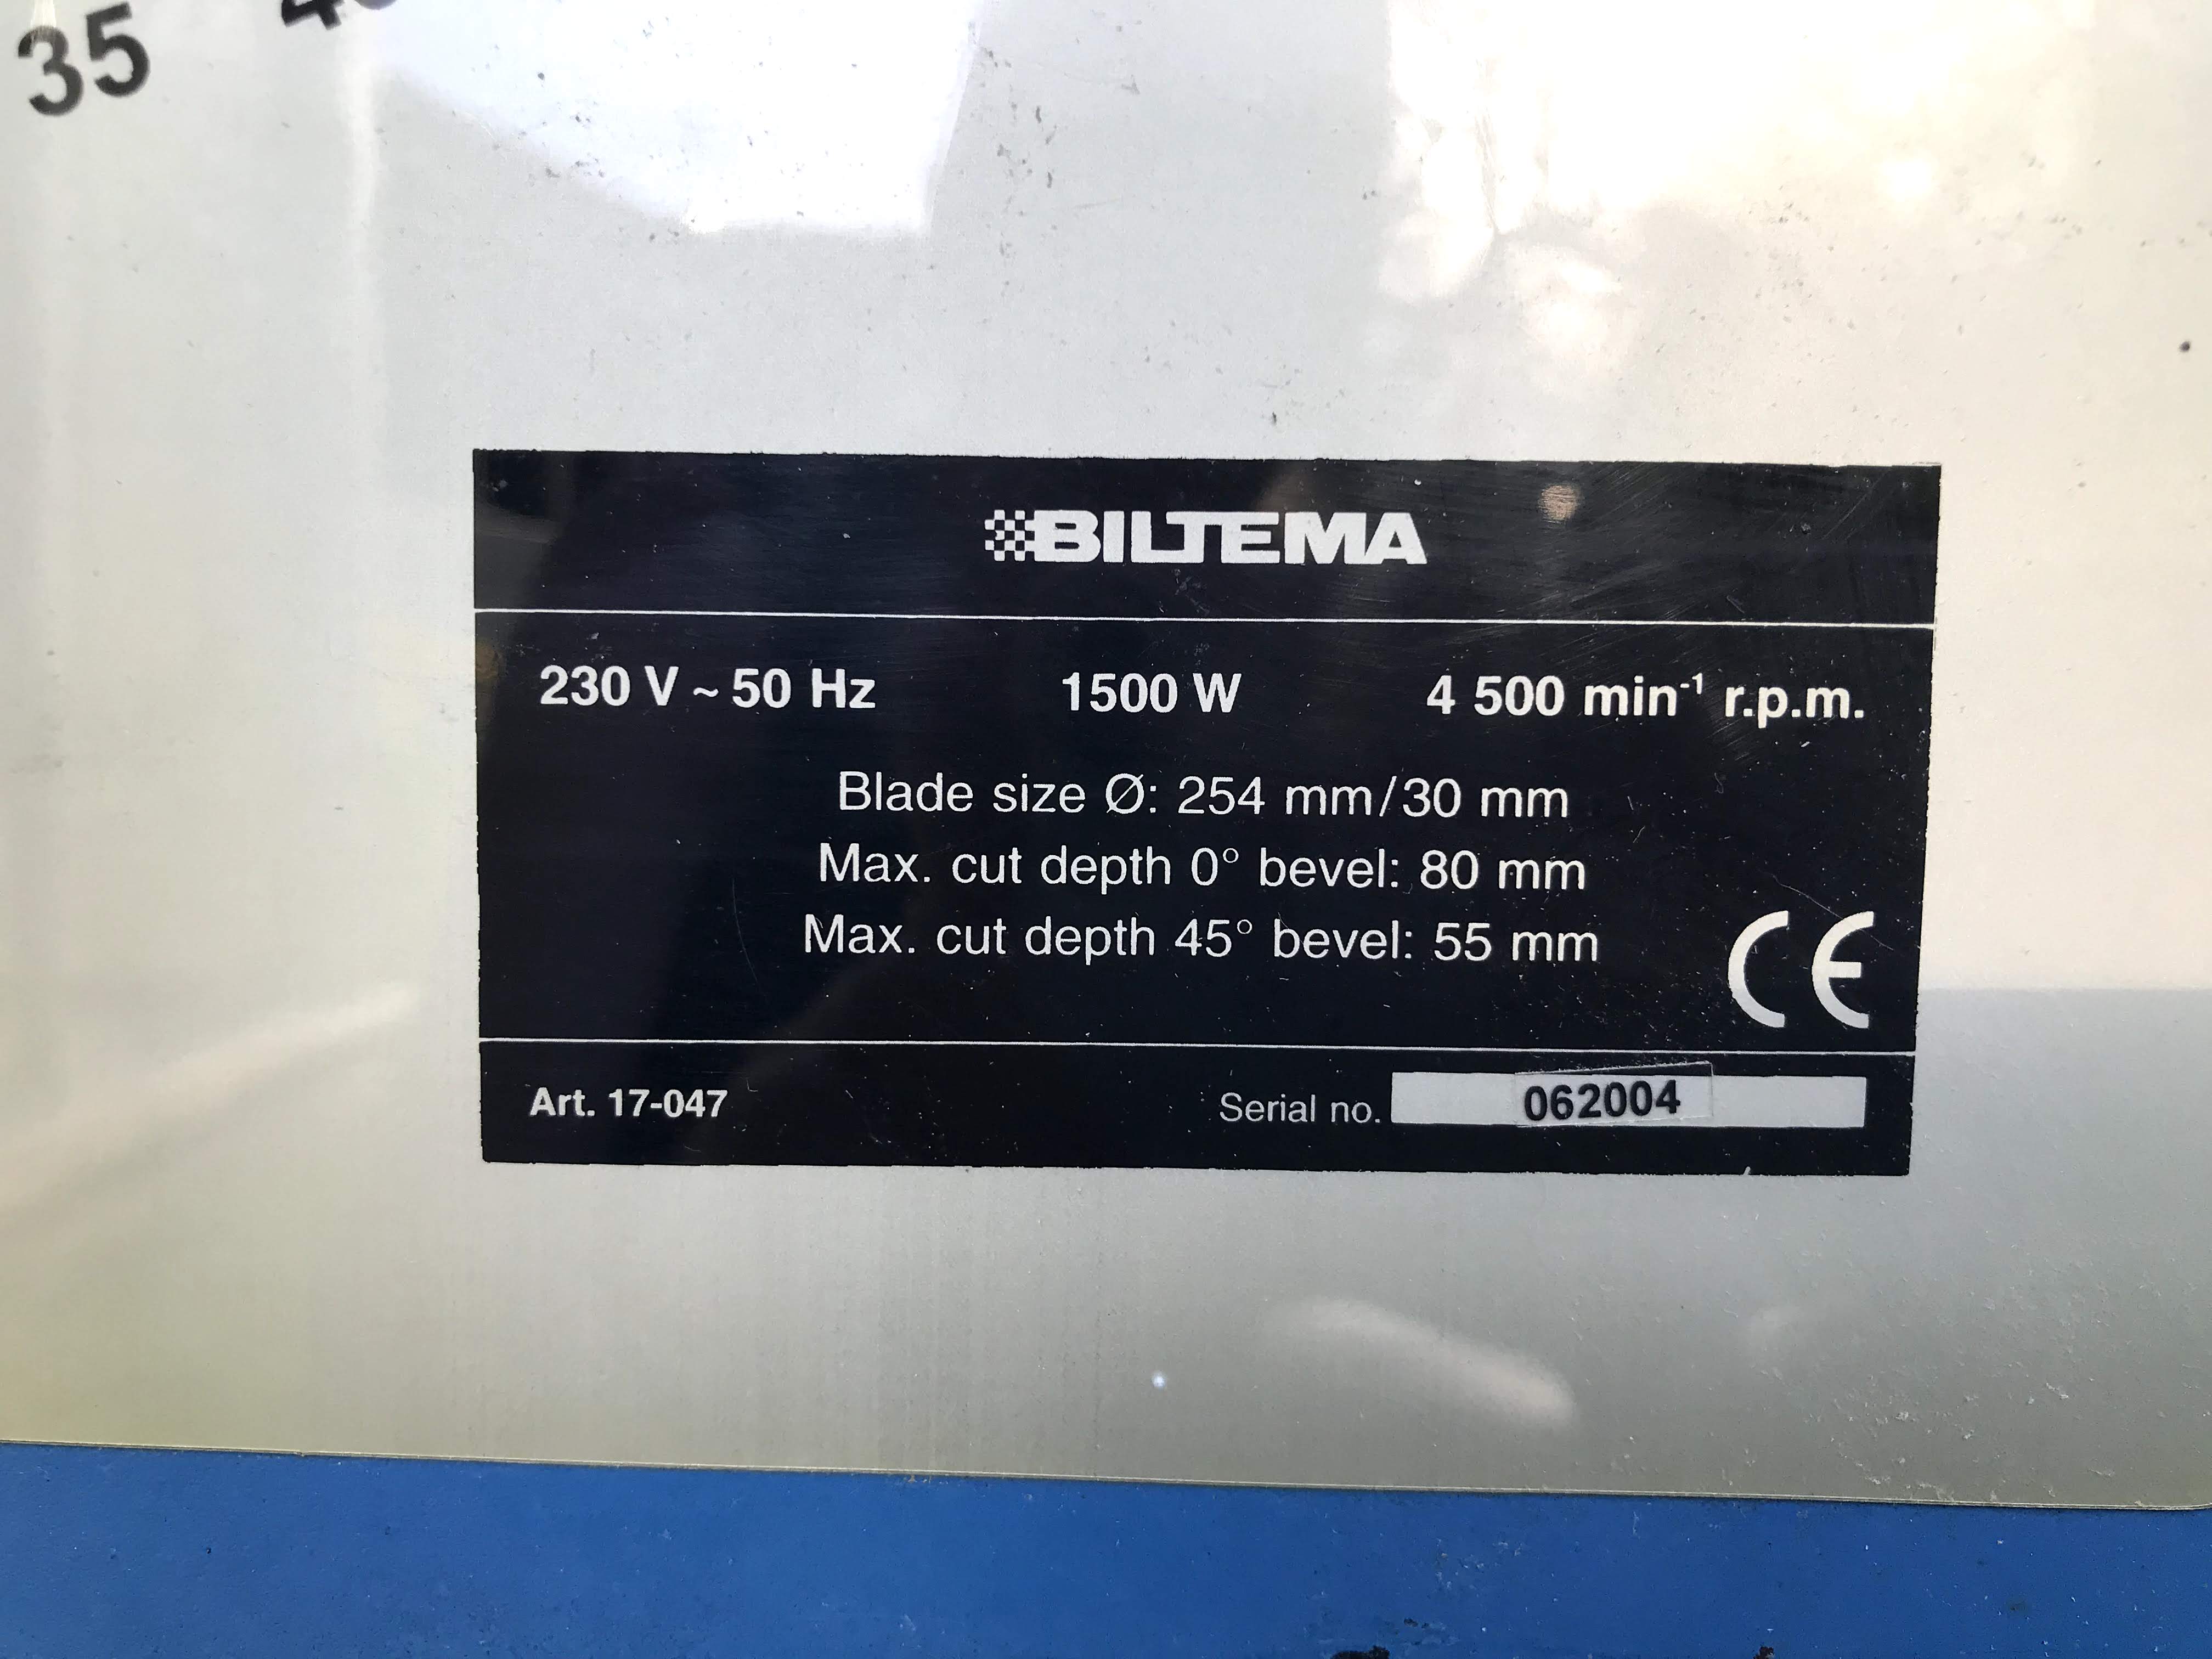 35
BILTEMA
230 V ~ 50 Hz 1500 W 4 500 min⁻¹ r.p.m.
Blade size Ø: 254 mm/30 mm
Max. cut depth 0° bevel: 80 mm
Max. cut depth 45° bevel: 55 mm
CE
Art. 17-047 Serial no. 062004